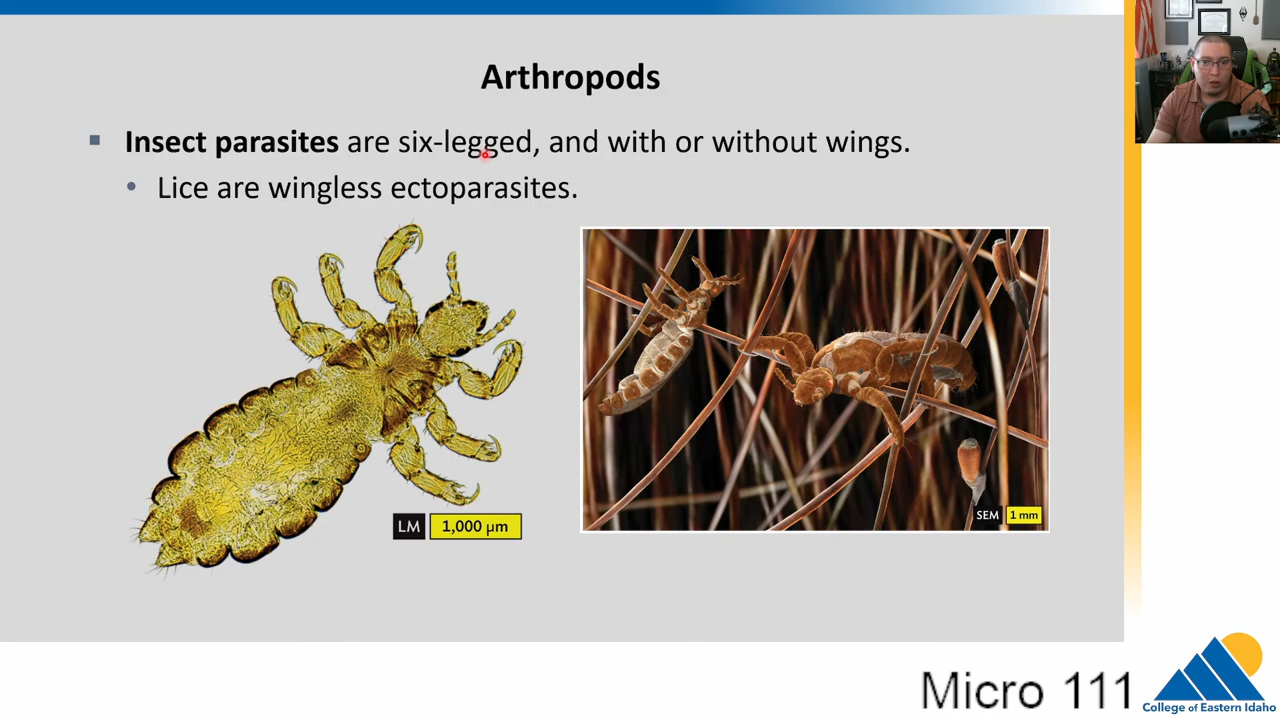 Arthropods
▪ Insect parasites are six-legged, and with or without wings.
• Lice are wingless ectoparasites.
LM 1,000 µm
SEM 1 mm
Micro 111
College of Eastern Idaho